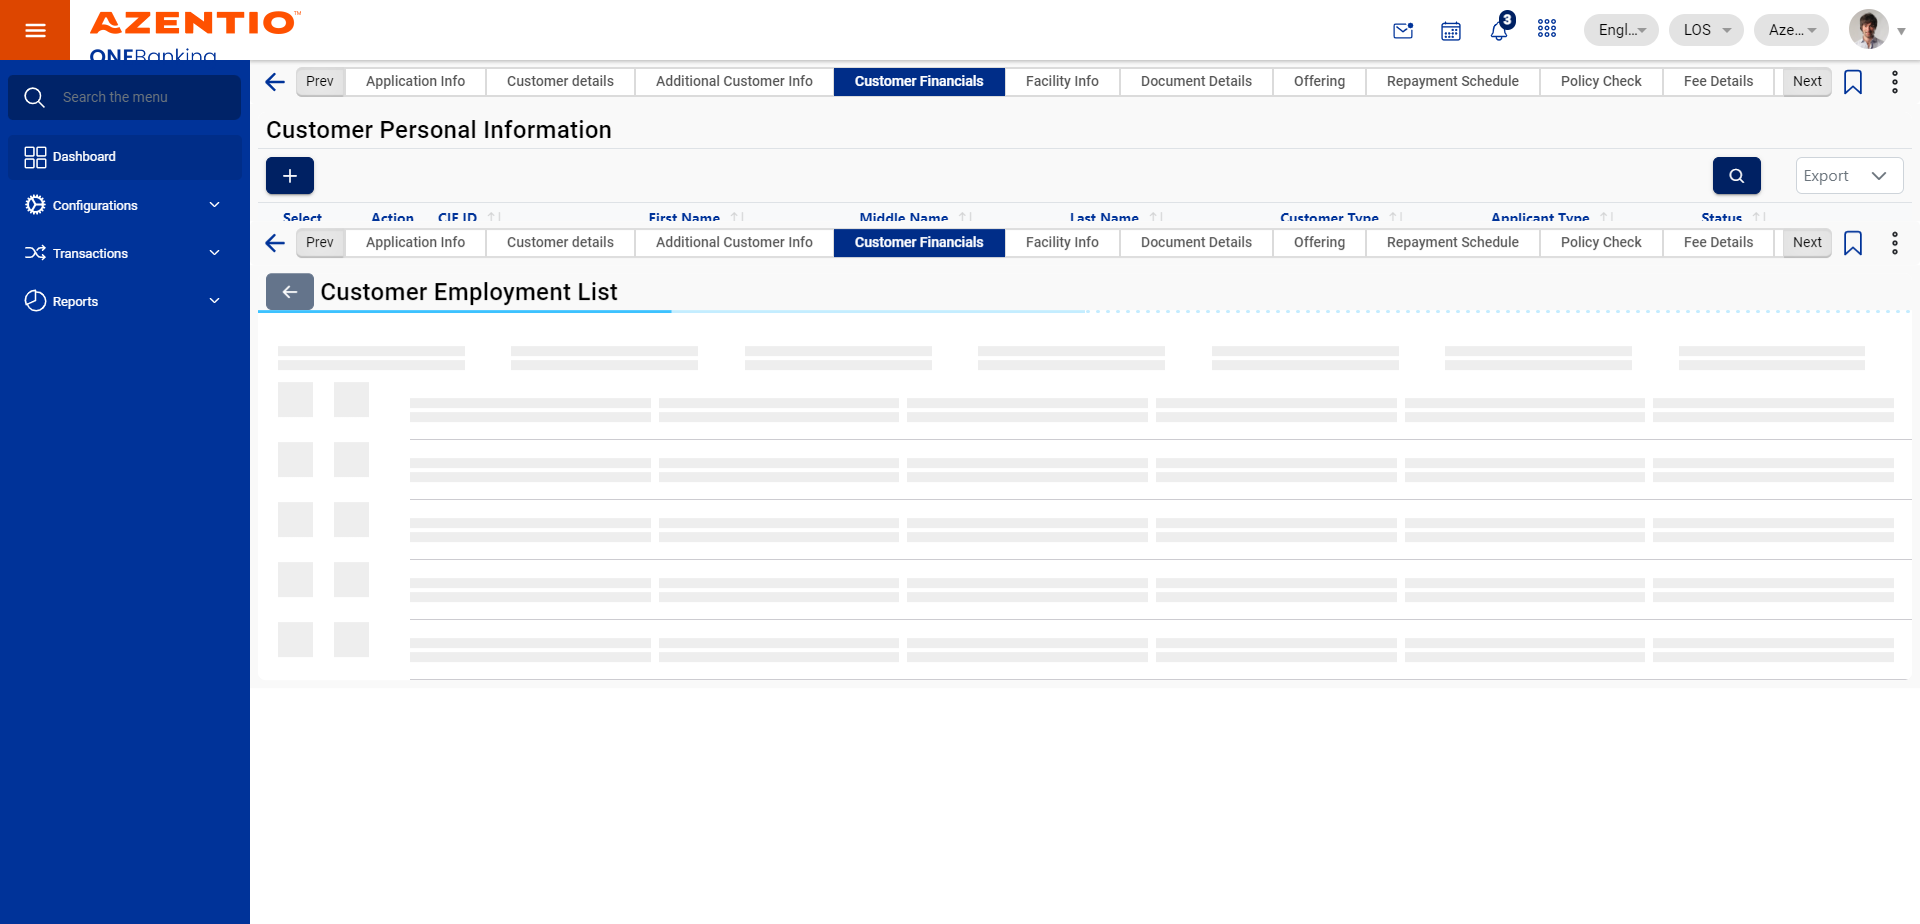 AZENTIO™
ONEBanking
3
Engl...
LOS
Aze...
Search the menu
Dashboard
Configurations
Transactions
Reports
Prev
Application Info
Customer details
Additional Customer Info
Customer Financials
Facility Info
Document Details
Offering
Repayment Schedule
Policy Check
Fee Details
Next
Customer Personal Information
Export
Select
Action
CIF ID
First Name
Middle Name
Last Name
Customer Type
Applicant Type
Status
Prev
Application Info
Customer details
Additional Customer Info
Customer Financials
Facility Info
Document Details
Offering
Repayment Schedule
Policy Check
Fee Details
Next
Customer Employment List